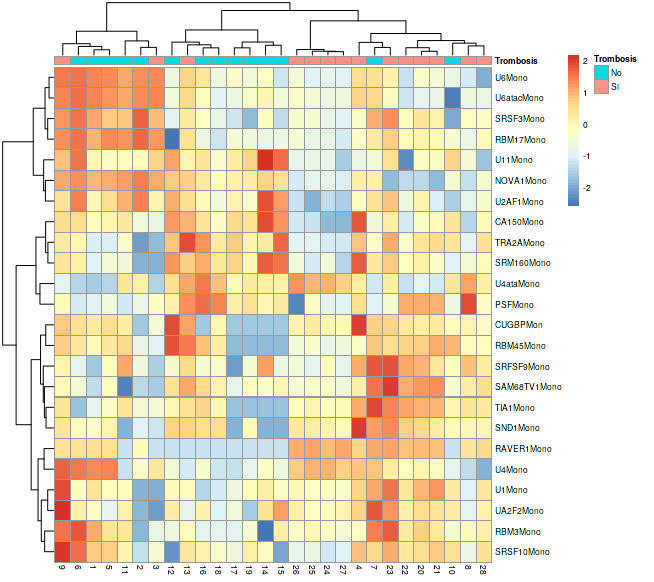 Trombosis
U6Mono
U6atacMono
SRSF3Mono
RBM17Mono
U11Mono
NOVA1Mono
U2AF1Mono
CA150Mono
TRA2AMono
SRM160Mono
U4ataMono
PSFMono
CUGBPMon
RBM45Mono
SRFSF9Mono
SAM68TV1Mono
TIA1Mono
SND1Mono
RAVER1Mono
U4Mono
U1Mono
UA2F2Mono
RBM3Mono
SRSF10Mono
9 6 1 5 11 2 3 12 13 16 18 17 19 14 15 26 25 24 27 4 7 23 22 20 21 10 8 28
2
1
0
-1
-2
Trombosis
No
SI